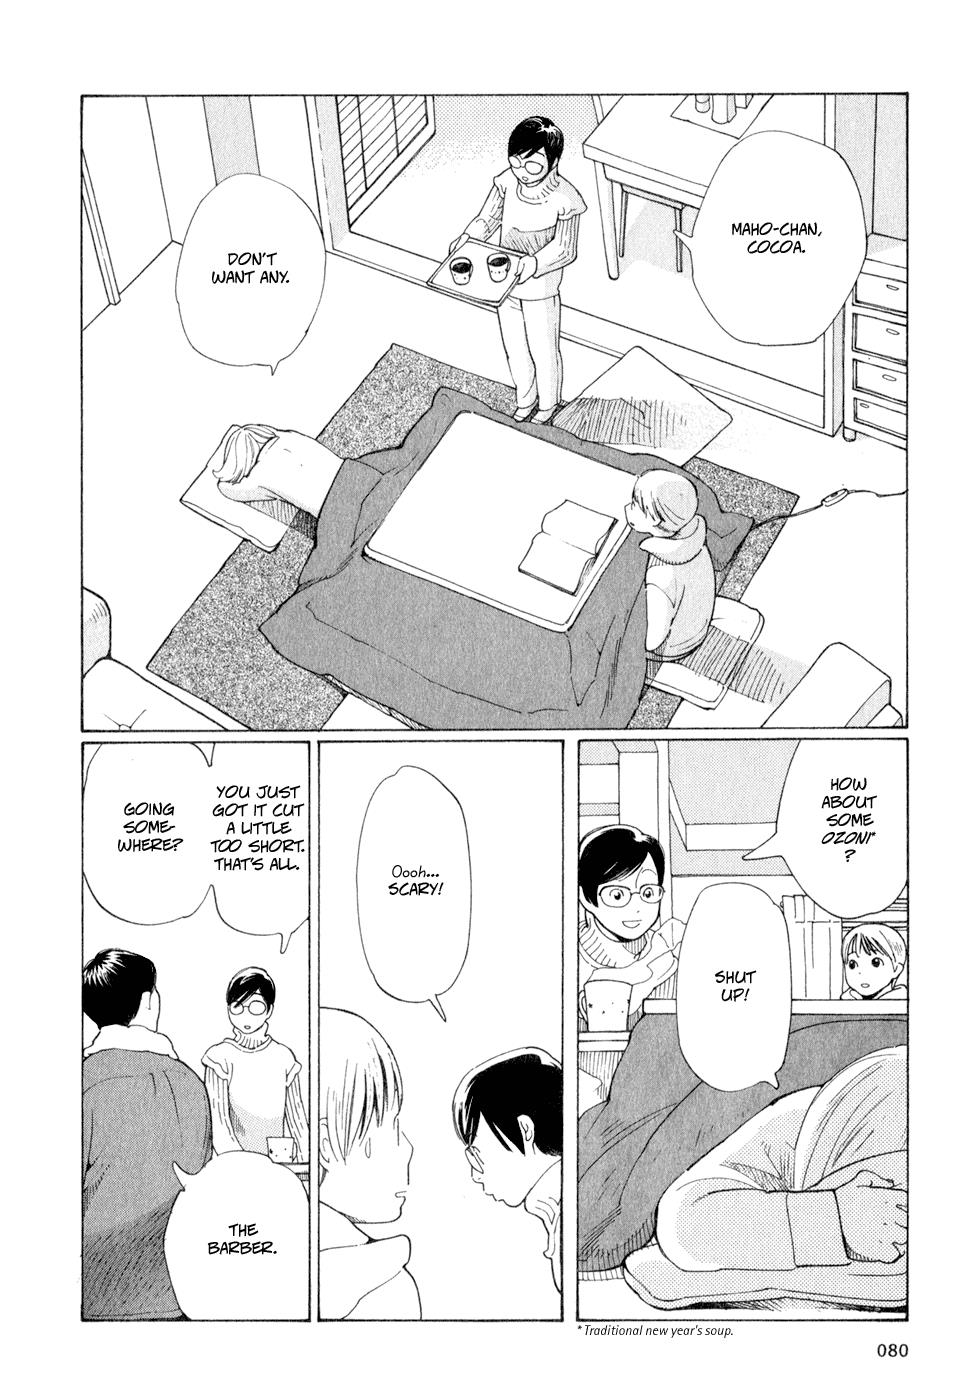 MAHO-CHAN,
COCOA.
DON'T
WANT ANY.
HOW
ABOUT
SOME
OZONI*
?
SHUT
UP!
Oooh...
SCARY!
YOU JUST
GOT IT CUT
A LITTLE
TOO SHORT.
THAT'S ALL.
GOING
SOME-
WHERE?
THE
BARBER.
* Traditional new year's soup.
080